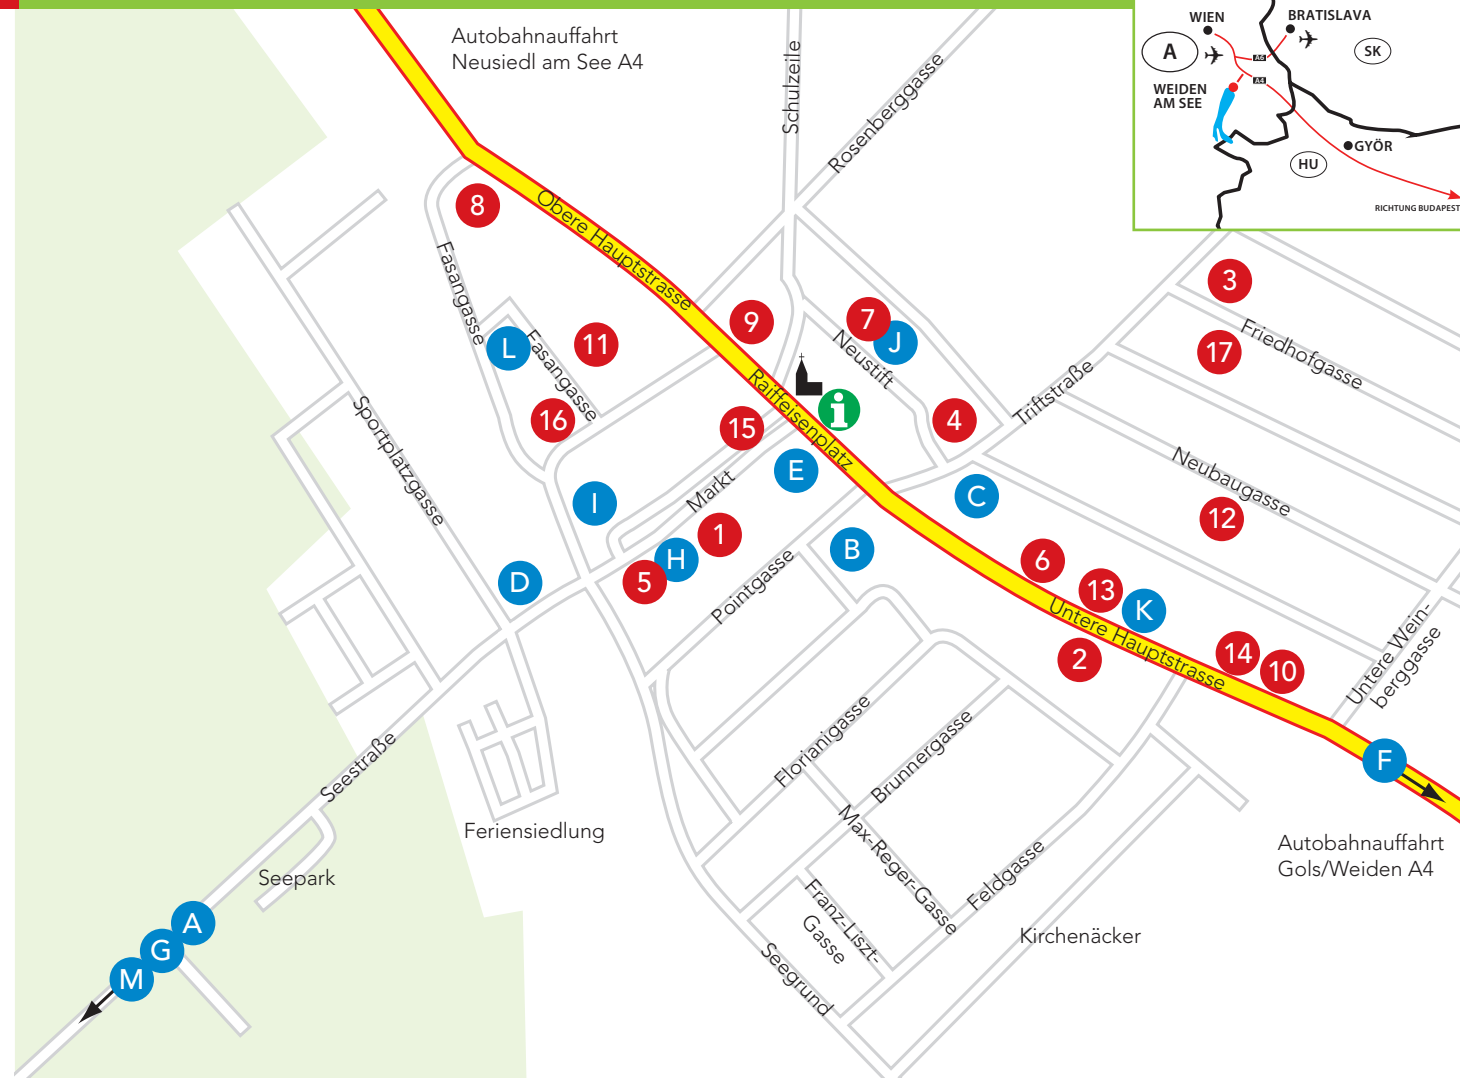 Autobahnauffahrt
Neusiedl am See A4
WIEN
BRATISLAVA
A
SK
A6
A4
WEIDEN
AM SEE
GYÖR
HU
RICHTUNG BUDAPEST
Schulzeile
Rosenberggasse
8
Obere Hauptstrasse
Fasangasse
3
7
9
J
11
L
Fasangasse
Neustift
17
Friedhofgasse
Raiffeisenplatz
Triftstraße
i
16
15
4
Sportplatzgasse
E
Markt
C
Neubaugasse
I
12
1
B
H
6
5
D
Pointgasse
13
K
Untere Hauptstrasse
2
14
10
Untere Wein-
berggasse
F
Seestraße
Florianigasse
Brunnergasse
Feriensiedlung
Max-Reger-Gasse
Autobahnauffahrt
Gols/Weiden A4
Seepark
Feldgasse
Franz-Liszt-
Gasse
A
G
M
Kirchenäcker
Seegrund